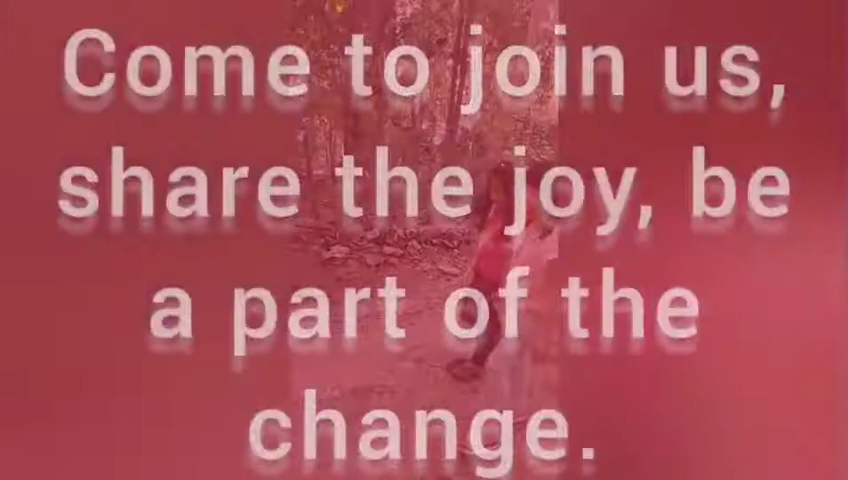 Come to join us,
share the joy, be
a part of the
change.